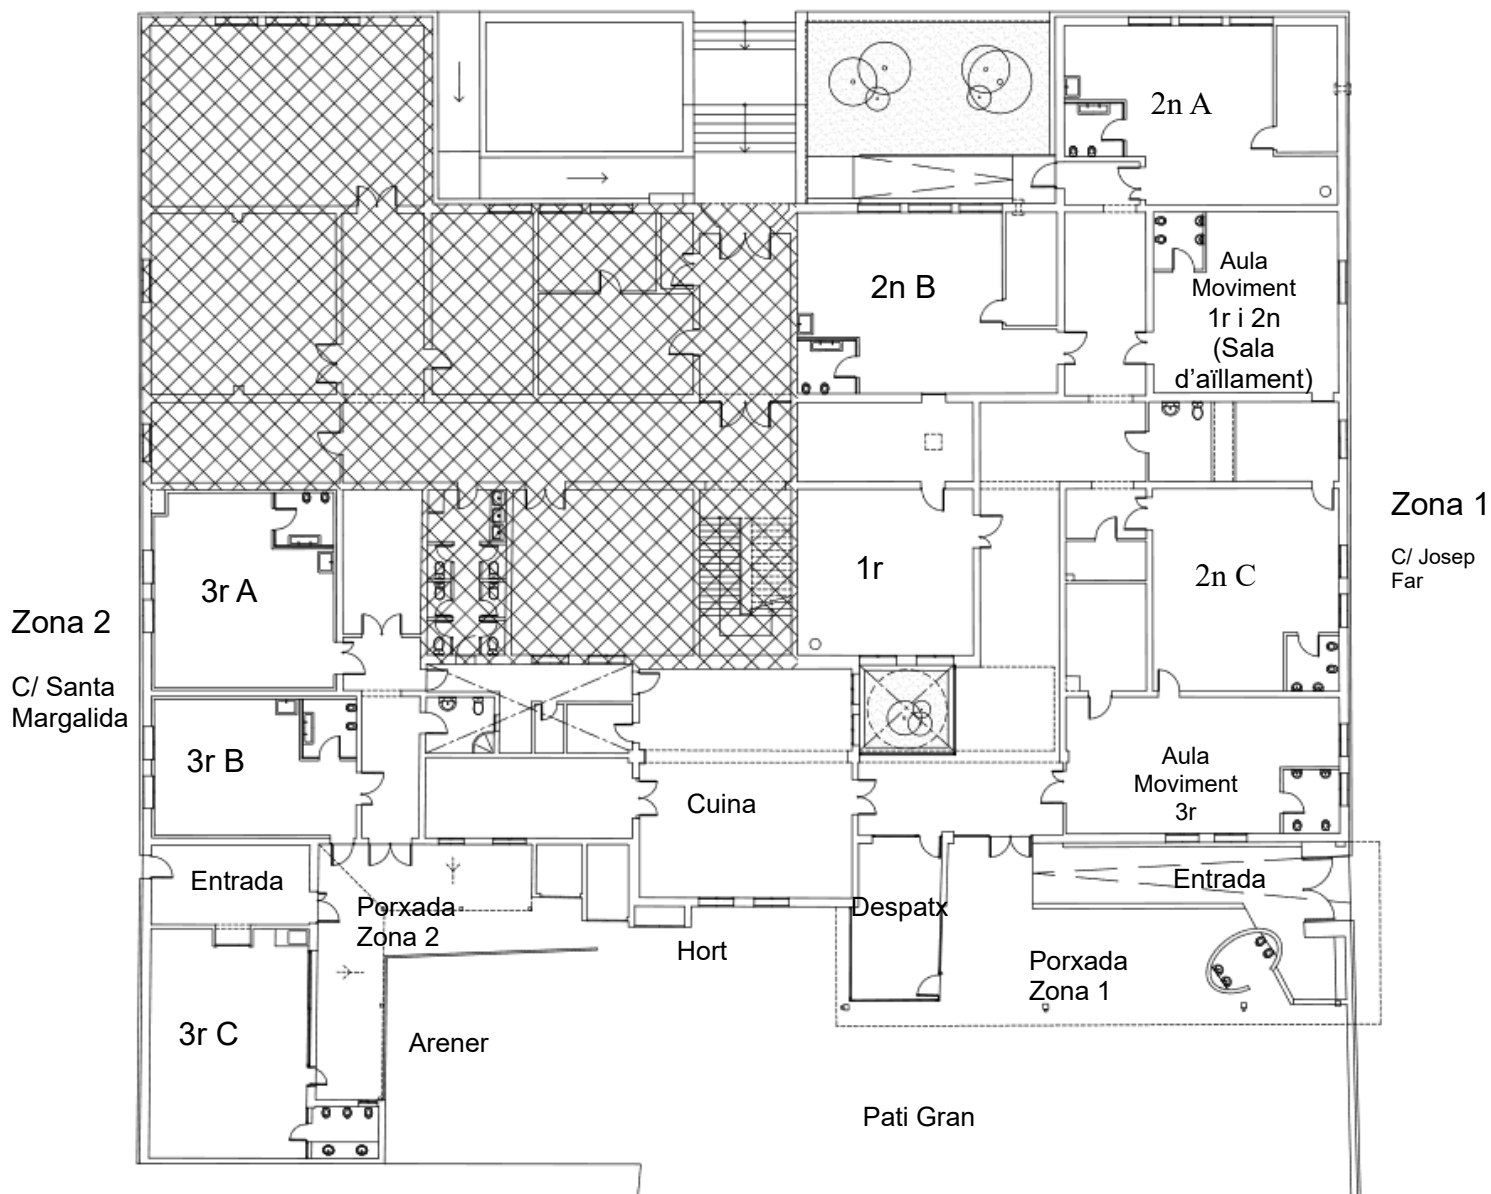 2n A
2n B
Aula
Moviment
1r i 2n
(Sala
d'aïllament)
Zona 1
C/ Josep
Far
3r A
1r
2n C
Zona 2
C/ Santa
Margalida
3r B
Cuina
Aula
Moviment
3r
Entrada
Porxada
Zona 2
Despatx
Entrada
Hort
Porxada
Zona 1
3r C
Arener
Pati Gran